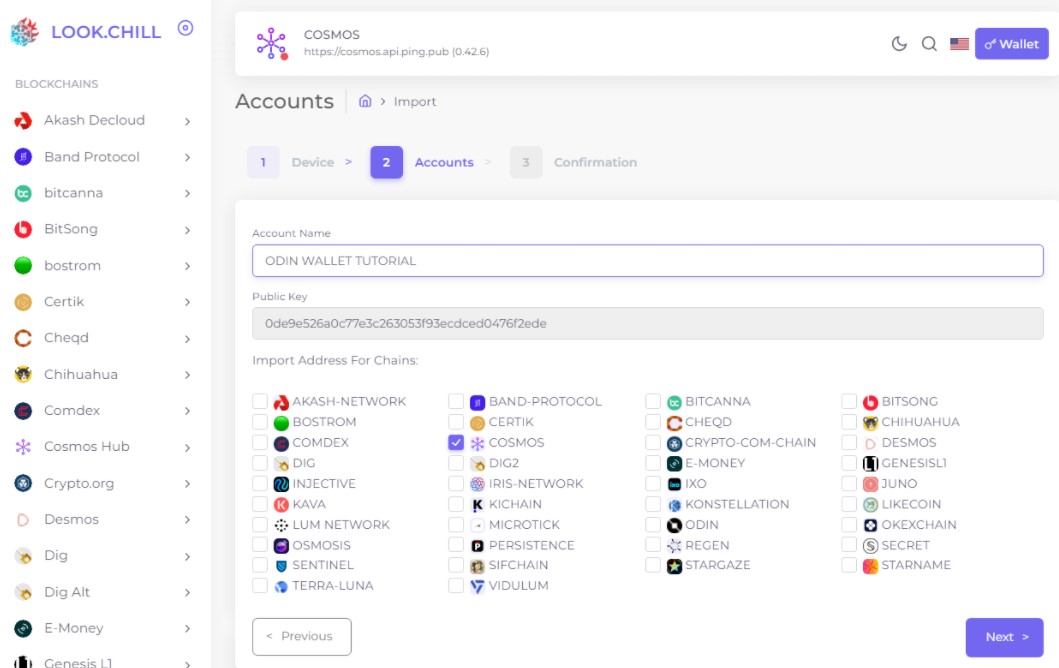 LOOK.CHILL
BLOCKCHAINS
Akash Decloud
Band Protocol
bitcanna
BitSong
bostrom
Certik
Cheqd
Chihuahua
Comdex
Cosmos Hub
Crypto.org
Desmos
Dig
Dig Alt
E-Money
Genesis L1
COSMOS
https://cosmos.api.ping.pub (0.42.6)
Wallet
Accounts > Import
1 Device > 2 Accounts > 3 Confirmation
Account Name
ODIN WALLET TUTORIAL
Public Key
0de9e526a0c77e3c263053f93ecdced0476f2ede
Import Address For Chains:
AKASH-NETWORK BAND-PROTOCOL BITCANNA BITSONG
BOSTROM CERTIK CHEQD CHIHUAHUA
COMDEX COSMOS CRYPTO-COM-CHAIN DESMOS
DIG DIG2 E-MONEY GENESISL1
INJECTIVE IRIS-NETWORK IXO JUNO
KAVA KICHAIN KONSTELLATION LIKECOIN
LUM NETWORK MICROTICK ODIN OKEXCHAIN
OSMOSIS PERSISTENCE REGEN SECRET
SENTINEL SIFCHAIN STARGAZE STARNAME
TERRA-LUNA VIDULUM
< Previous
Next >